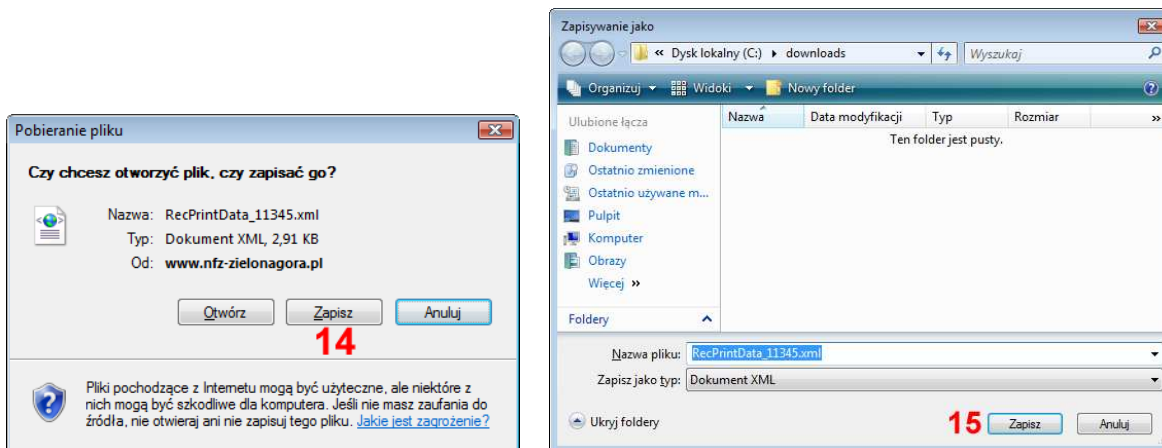 Pobieranie pliku
Czy chcesz otworzyć plik, czy zapisać go?
Nazwa: RecPrintData_11345.xml
Typ: Dokument XML, 2,91 KB
Od: www.nfz-zielonagora.pl
Otwórz Zapisz Anuluj
14
Pliki pochodzące z Internetu mogą być użyteczne, ale niektóre z
nich mogą być szkodliwe dla komputera. Jeśli nie masz zaufania do
źródła, nie otwieraj ani nie zapisuj tego pliku. Jakie jest zagrożenie?
Zapisywanie jako
« Dysk lokalny (C:) downloads Wyszukaj
Organizuj Widoki Nowy folder
Ulubione łącza
Dokumenty
Ostatnio zmienione
Ostatnio używane m...
Pulpit
Komputer
Obrazy
Więcej »
Foldery
Nazwa Data modyfikacji Typ Rozmiar »
Ten folder jest pusty.
Nazwa pliku: RecPrintData_11345.xml
Zapisz jako typ: Dokument XML
Ukryj foldery 15 Zapisz Anuluj